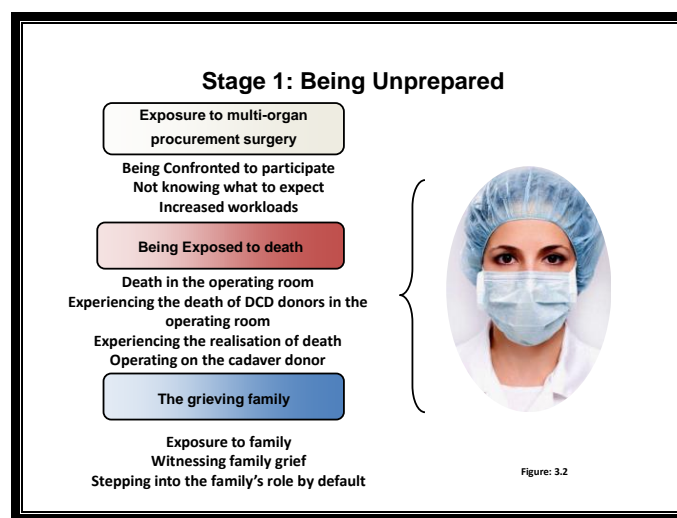 Stage 1: Being Unprepared
Exposure to multi-organ
procurement surgery
Being Confronted to participate
Not knowing what to expect
Increased workloads
Being Exposed to death
Death in the operating room
Experiencing the death of DCD donors in the
operating room
Experiencing the realisation of death
Operating on the cadaver donor
The grieving family
Exposure to family
Witnessing family grief
Stepping into the family's role by default
Figure: 3.2